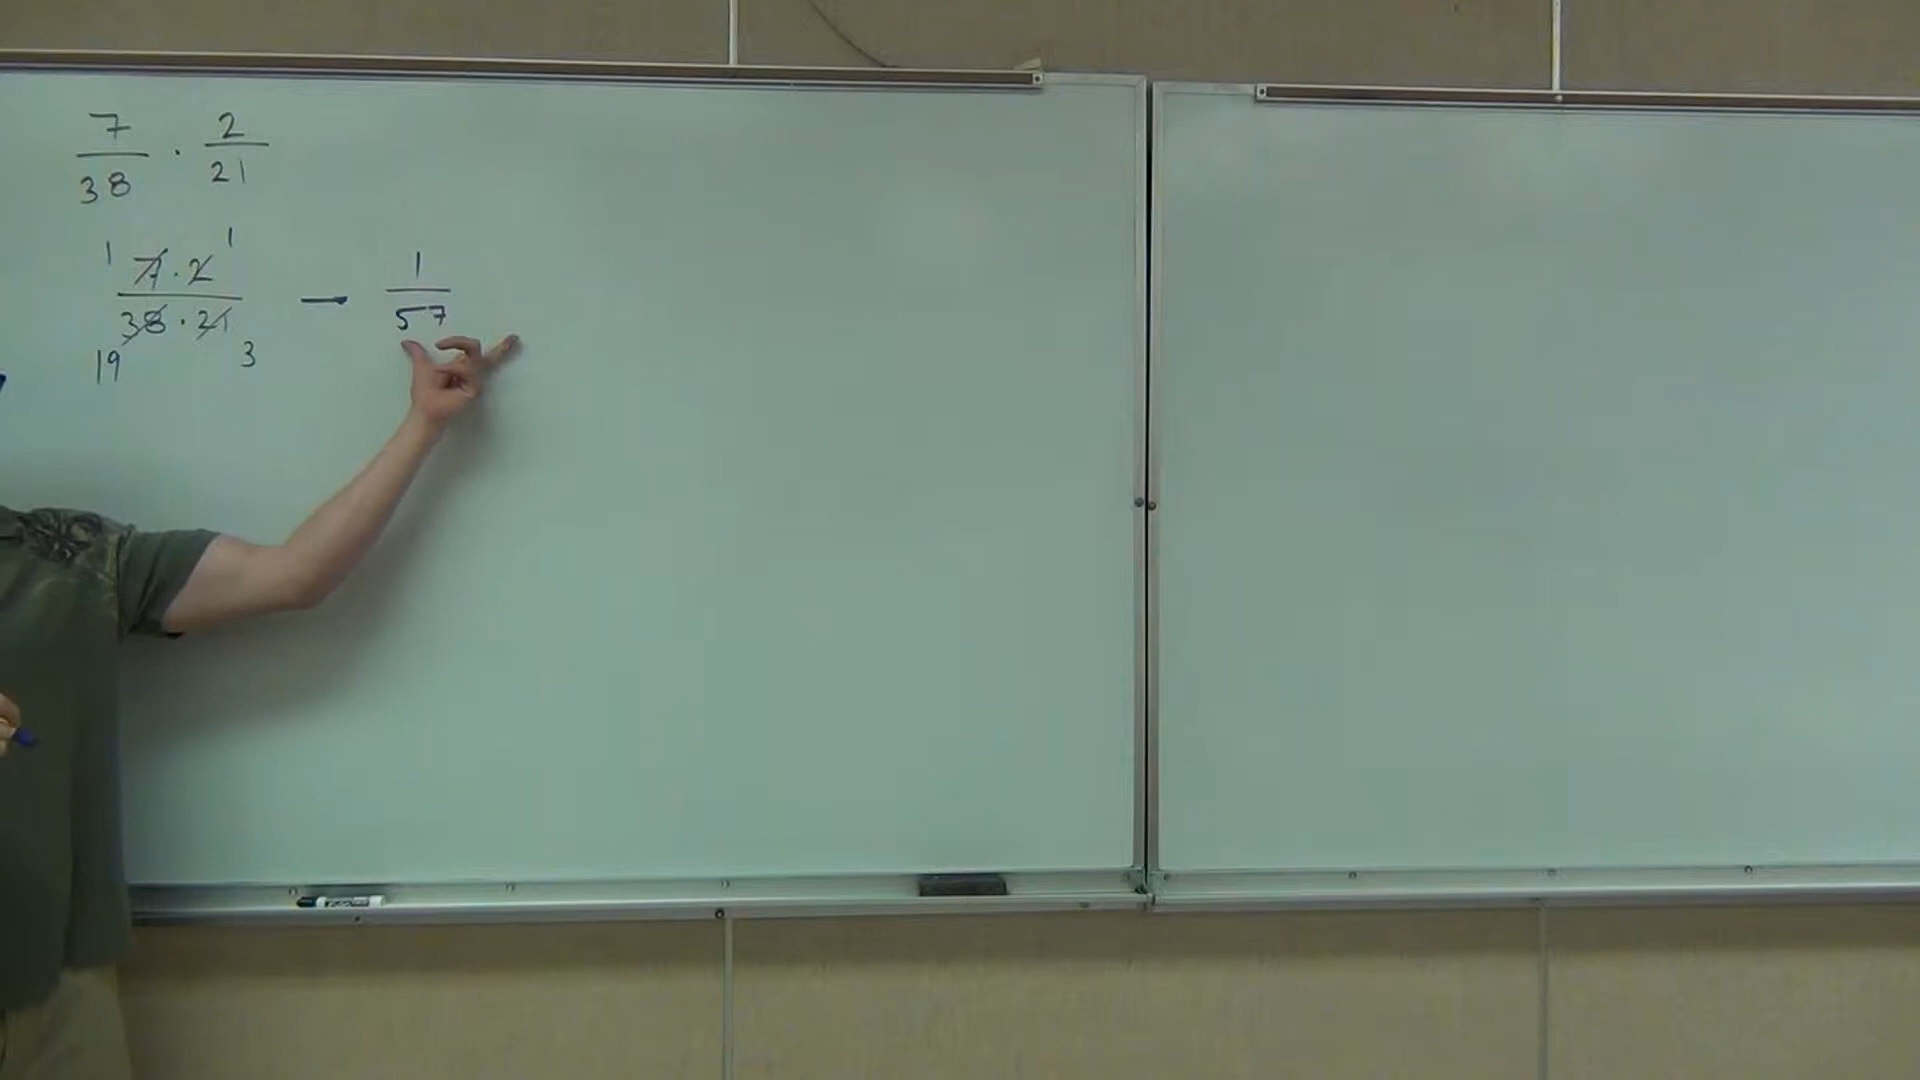 7/38 · 2/21
1 7 · 2 1 / 38 · 21 19 3 — 1/57